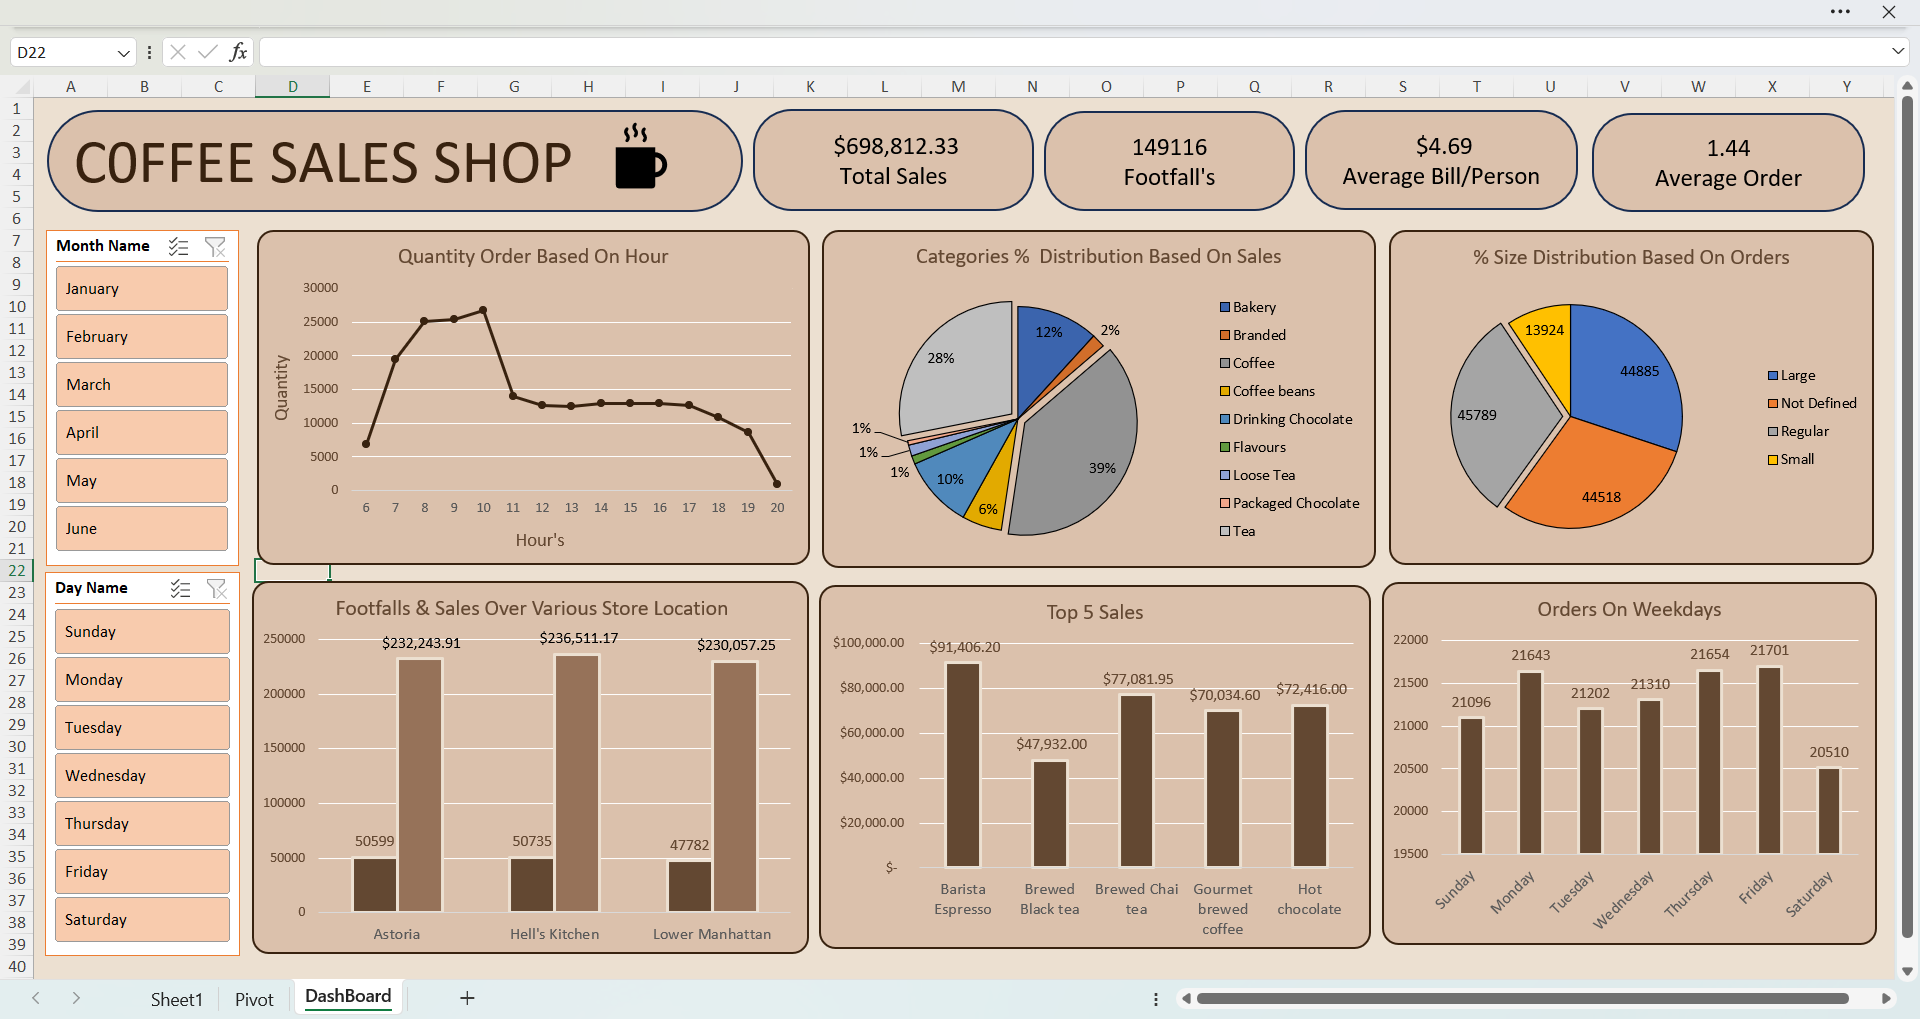 D22
fx
A B C D E F G H I J K L M N O P Q R S T U V W X Y
1
2
3
4
5
6
7
8
9
10
11
12
13
14
15
16
17
18
19
20
21
22
23
24
25
26
27
28
29
30
31
32
33
34
35
36
37
38
39
40
C0FFEE SALES SHOP
$698,812.33
Total Sales
149116
Footfall's
$4.69
Average Bill/Person
1.44
Average Order
Month Name
January
February
March
April
May
June
Day Name
Sunday
Monday
Tuesday
Wednesday
Thursday
Friday
Saturday
Quantity Order Based On Hour
Quantity
30000
25000
20000
15000
10000
5000
0
6 7 8 9 10 11 12 13 14 15 16 17 18 19 20
Hour's
Categories %  Distribution Based On Sales
12%
2%
39%
6%
10%
1%
1%
1%
28%
Bakery
Branded
Coffee
Coffee beans
Drinking Chocolate
Flavours
Loose Tea
Packaged Chocolate
Tea
% Size Distribution Based On Orders
13924
44885
45789
44518
Large
Not Defined
Regular
Small
Footfalls & Sales Over Various Store Location
250000
200000
150000
100000
50000
0
$232,243.91
$236,511.17
$230,057.25
50599
50735
47782
Astoria
Hell's Kitchen
Lower Manhattan
Top 5 Sales
$100,000.00
$80,000.00
$60,000.00
$40,000.00
$20,000.00
$-
$91,406.20
$47,932.00
$77,081.95
$70,034.60
$72,416.00
Barista
Espresso
Brewed
Black tea
Brewed Chai
tea
Gourmet
brewed
coffee
Hot
chocolate
Orders On Weekdays
22000
21500
21000
20500
20000
19500
21096
21643
21202
21310
21654
21701
20510
Sunday
Monday
Tuesday
Wednesday
Thursday
Friday
Saturday
Sheet1
Pivot
DashBoard